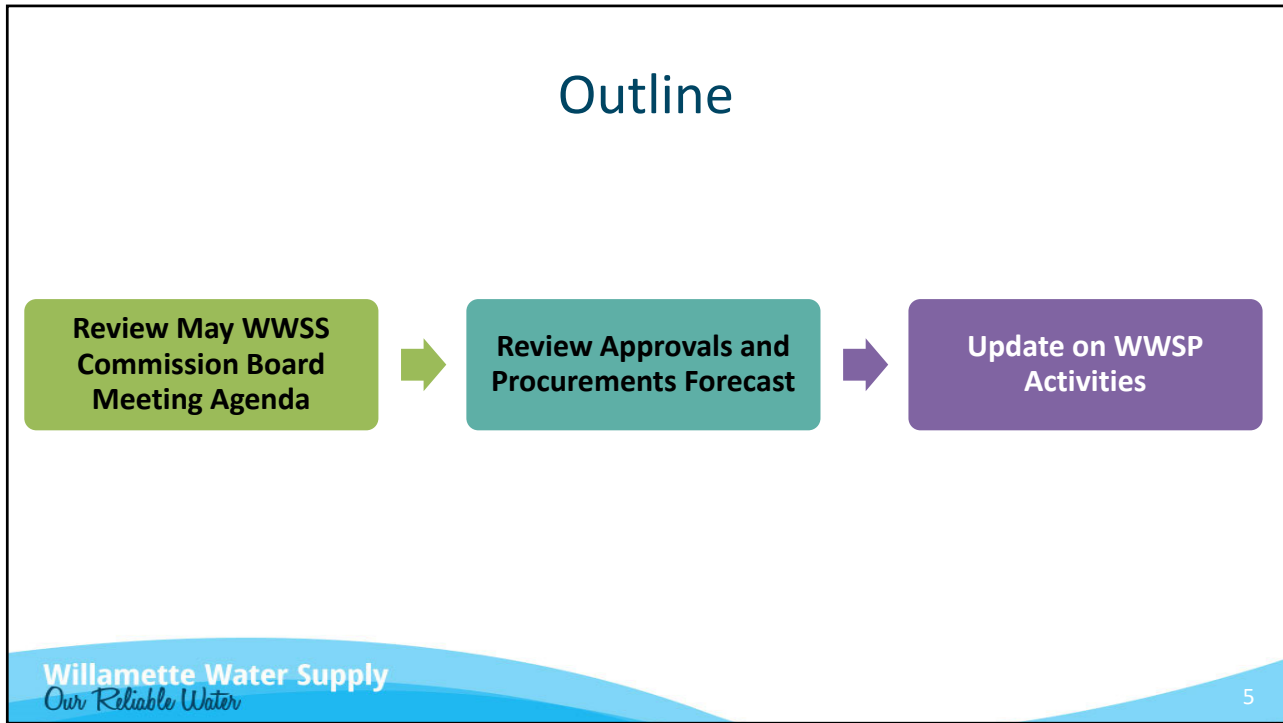 Outline
Review May WWSS
Commission Board
Meeting Agenda
Review Approvals and
Procurements Forecast
Update on WWSP
Activities
Willamette Water Supply
Our Reliable Water
5